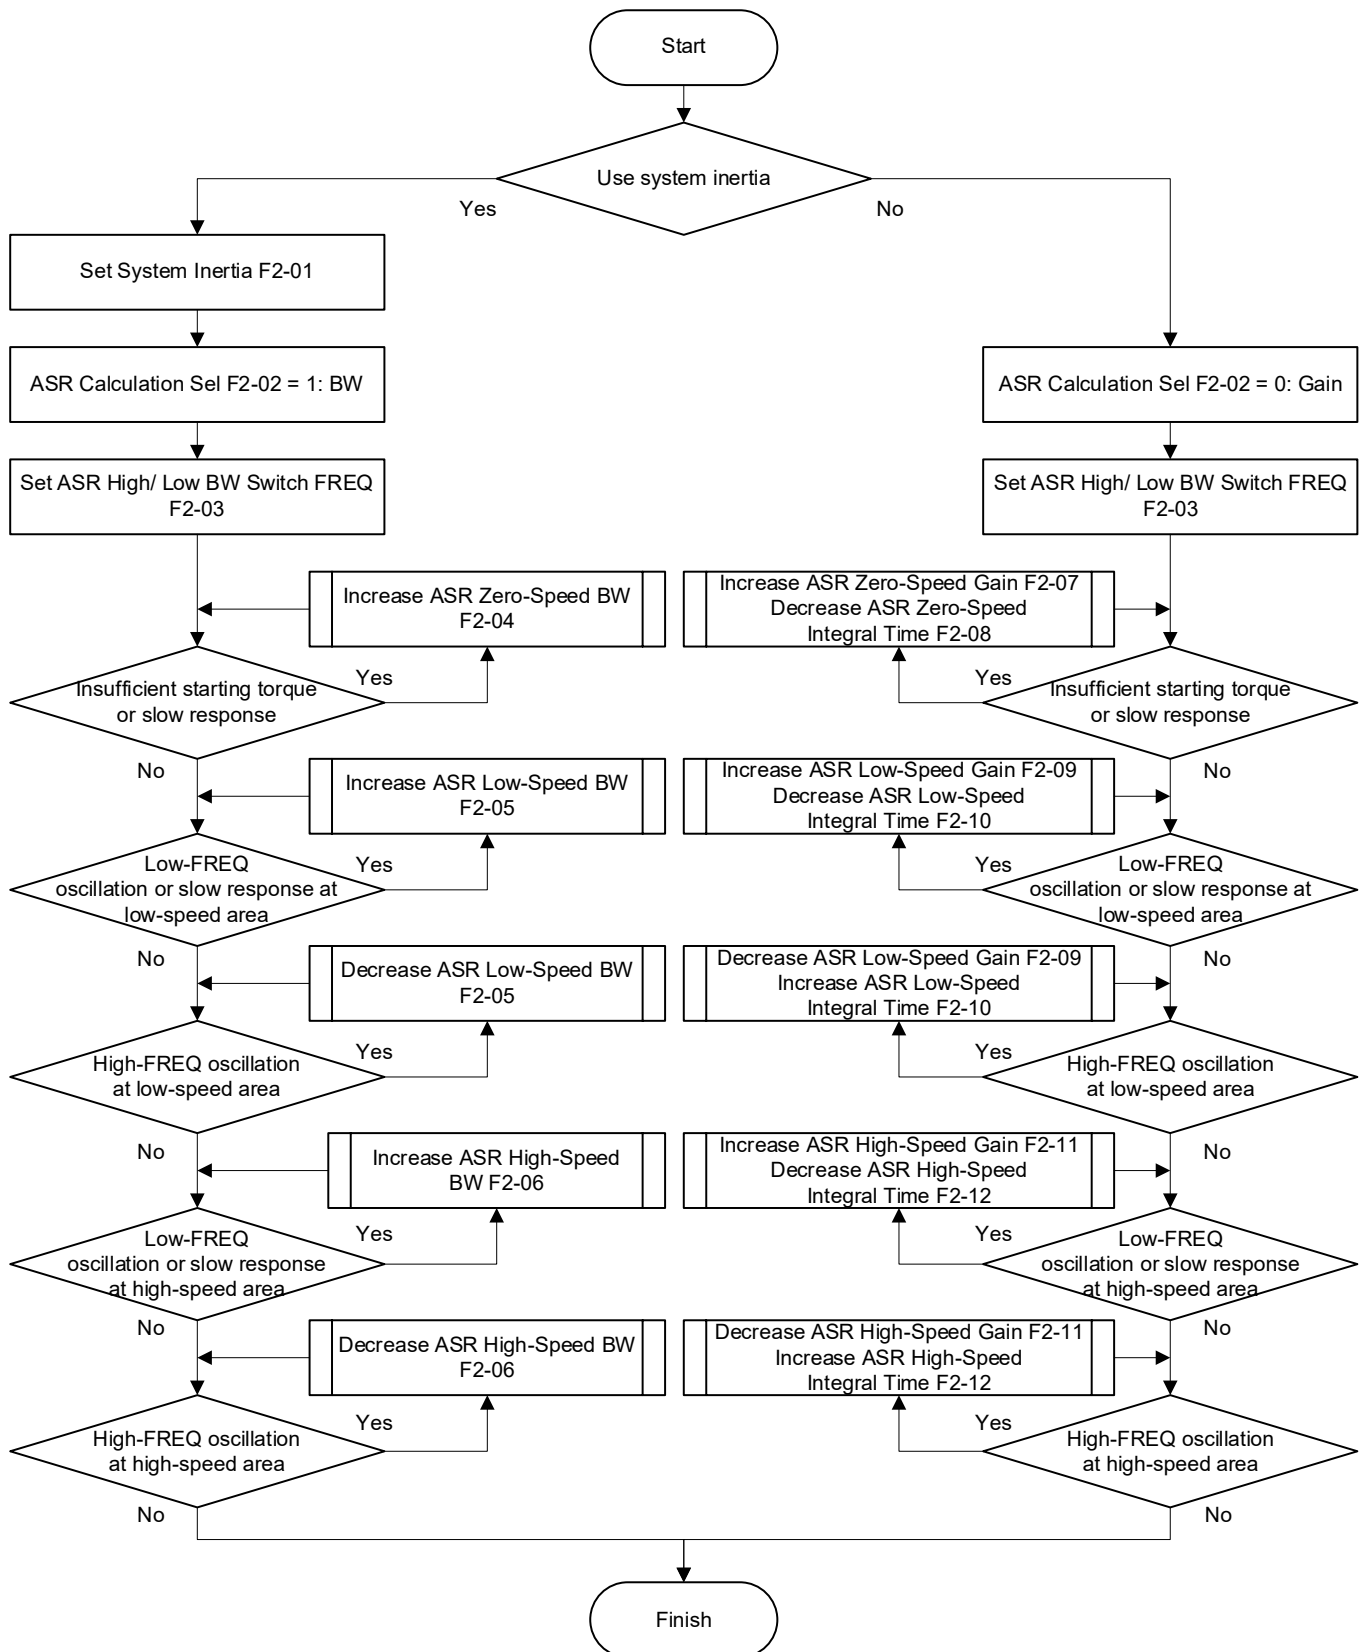 Start
Use system inertia
Yes
No
Set System Inertia F2-01
ASR Calculation Sel F2-02 = 1: BW
ASR Calculation Sel F2-02 = 0: Gain
Set ASR High/ Low BW Switch FREQ
F2-03
Set ASR High/ Low BW Switch FREQ
F2-03
Increase ASR Zero-Speed BW
F2-04
Increase ASR Zero-Speed Gain F2-07
Decrease ASR Zero-Speed
Integral Time F2-08
Insufficient starting torque
or slow response
Yes
Yes
Insufficient starting torque
or slow response
No
No
Increase ASR Low-Speed BW
F2-05
Increase ASR Low-Speed Gain F2-09
Decrease ASR Low-Speed
Integral Time F2-10
Low-FREQ
oscillation or slow response at
low-speed area
Yes
Yes
Low-FREQ
oscillation or slow response at
low-speed area
No
No
Decrease ASR Low-Speed BW
F2-05
Decrease ASR Low-Speed Gain F2-09
Increase ASR Low-Speed
Integral Time F2-10
High-FREQ oscillation
at low-speed area
Yes
Yes
High-FREQ oscillation
at low-speed area
No
No
Increase ASR High-Speed
BW F2-06
Increase ASR High-Speed Gain F2-11
Decrease ASR High-Speed
Integral Time F2-12
Low-FREQ
oscillation or slow response
at high-speed area
Yes
Yes
Low-FREQ
oscillation or slow response
at high-speed area
No
No
Decrease ASR High-Speed BW
F2-06
Decrease ASR High-Speed Gain F2-11
Increase ASR High-Speed
Integral Time F2-12
High-FREQ oscillation
at high-speed area
Yes
Yes
High-FREQ oscillation
at high-speed area
No
No
Finish